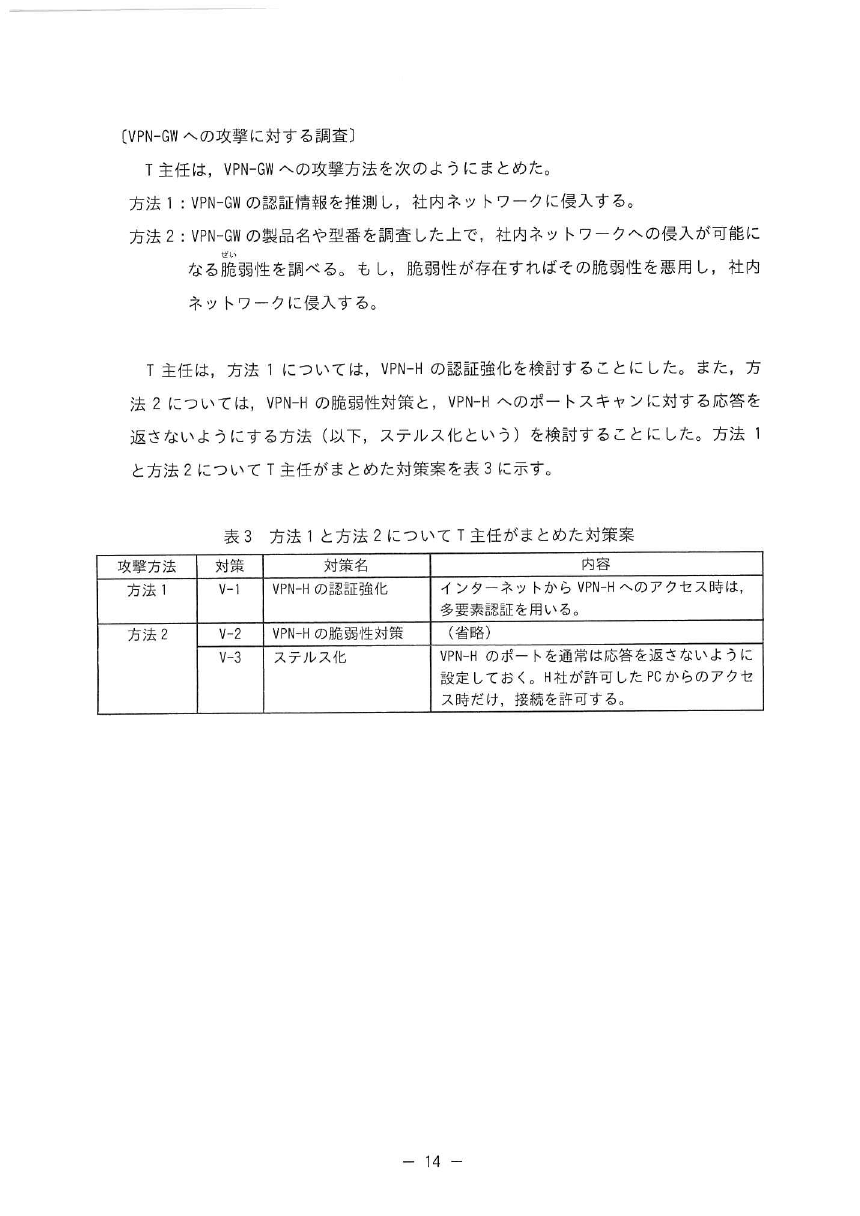 〔VPN-GW への攻撃に対する調査〕
T 主任は，VPN-GW への攻撃方法を次のようにまとめた。
方法 1：VPN-GW の認証情報を推測し，社内ネットワークに侵入する。
方法 2：VPN-GW の製品名や型番を調査した上で，社内ネットワークへの侵入が可能に
ぜい
なる脆弱性を調べる。もし，脆弱性が存在すればその脆弱性を悪用し，社内
ネットワークに侵入する。
T 主任は，方法 1 については，VPN-H の認証強化を検討することにした。また，方
法 2 については，VPN-H の脆弱性対策と，VPN-H へのポートスキャンに対する応答を
返さないようにする方法（以下，ステルス化という）を検討することにした。方法 1
と方法 2 について T 主任がまとめた対策案を表 3 に示す。
表 3　方法 1 と方法 2 について T 主任がまとめた対策案
攻撃方法　対策　対策名　内容
方法 1　V-1　VPN-H の認証強化　インターネットから VPN-H へのアクセス時は，
多要素認証を用いる。
方法 2　V-2　VPN-H の脆弱性対策　（省略）
V-3　ステルス化　VPN-H のポートを通常は応答を返さないように
設定しておく。H社が許可した PC からのアクセ
ス時だけ，接続を許可する。
－ 14 －